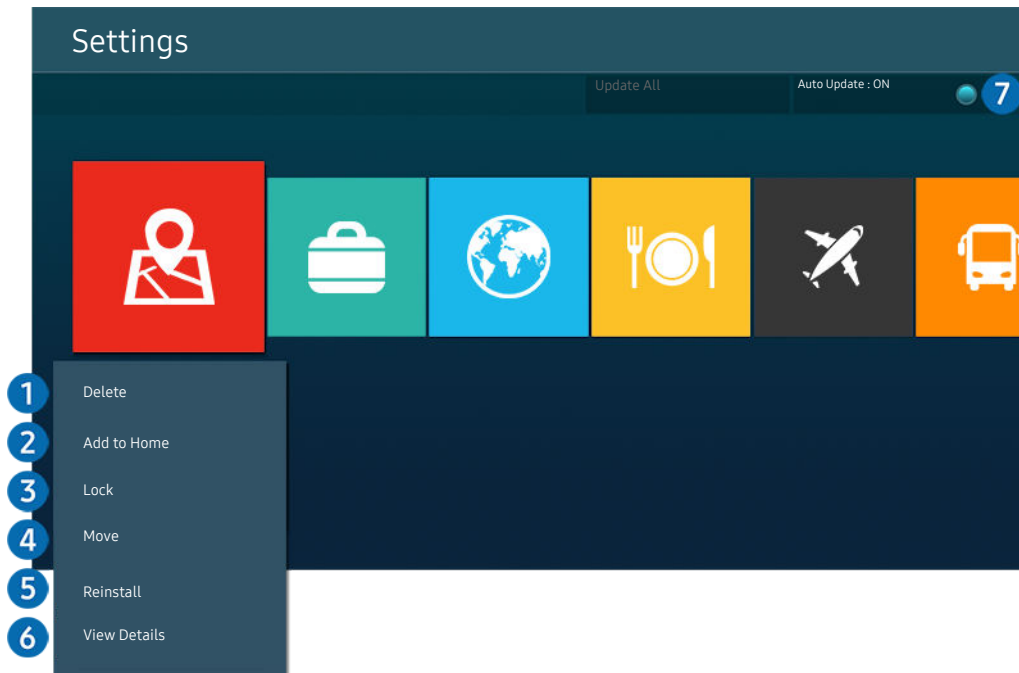 Settings
Update All
Auto Update : ON
7
1 Delete
2 Add to Home
3 Lock
4 Move
5 Reinstall
6 View Details